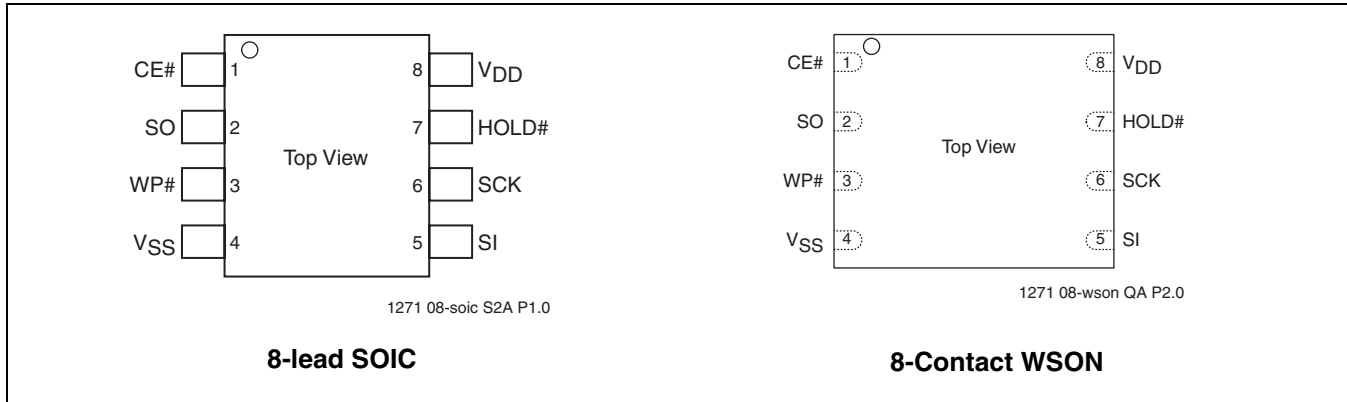 CE# 1 8 VDD
SO 2 7 HOLD#
Top View
WP# 3 6 SCK
VSS 4 5 SI
1271 08-soic S2A P1.0
8-lead SOIC
CE# 1 8 VDD
SO 2 7 HOLD#
Top View
WP# 3 6 SCK
VSS 4 5 SI
1271 08-wson QA P2.0
8-Contact WSON